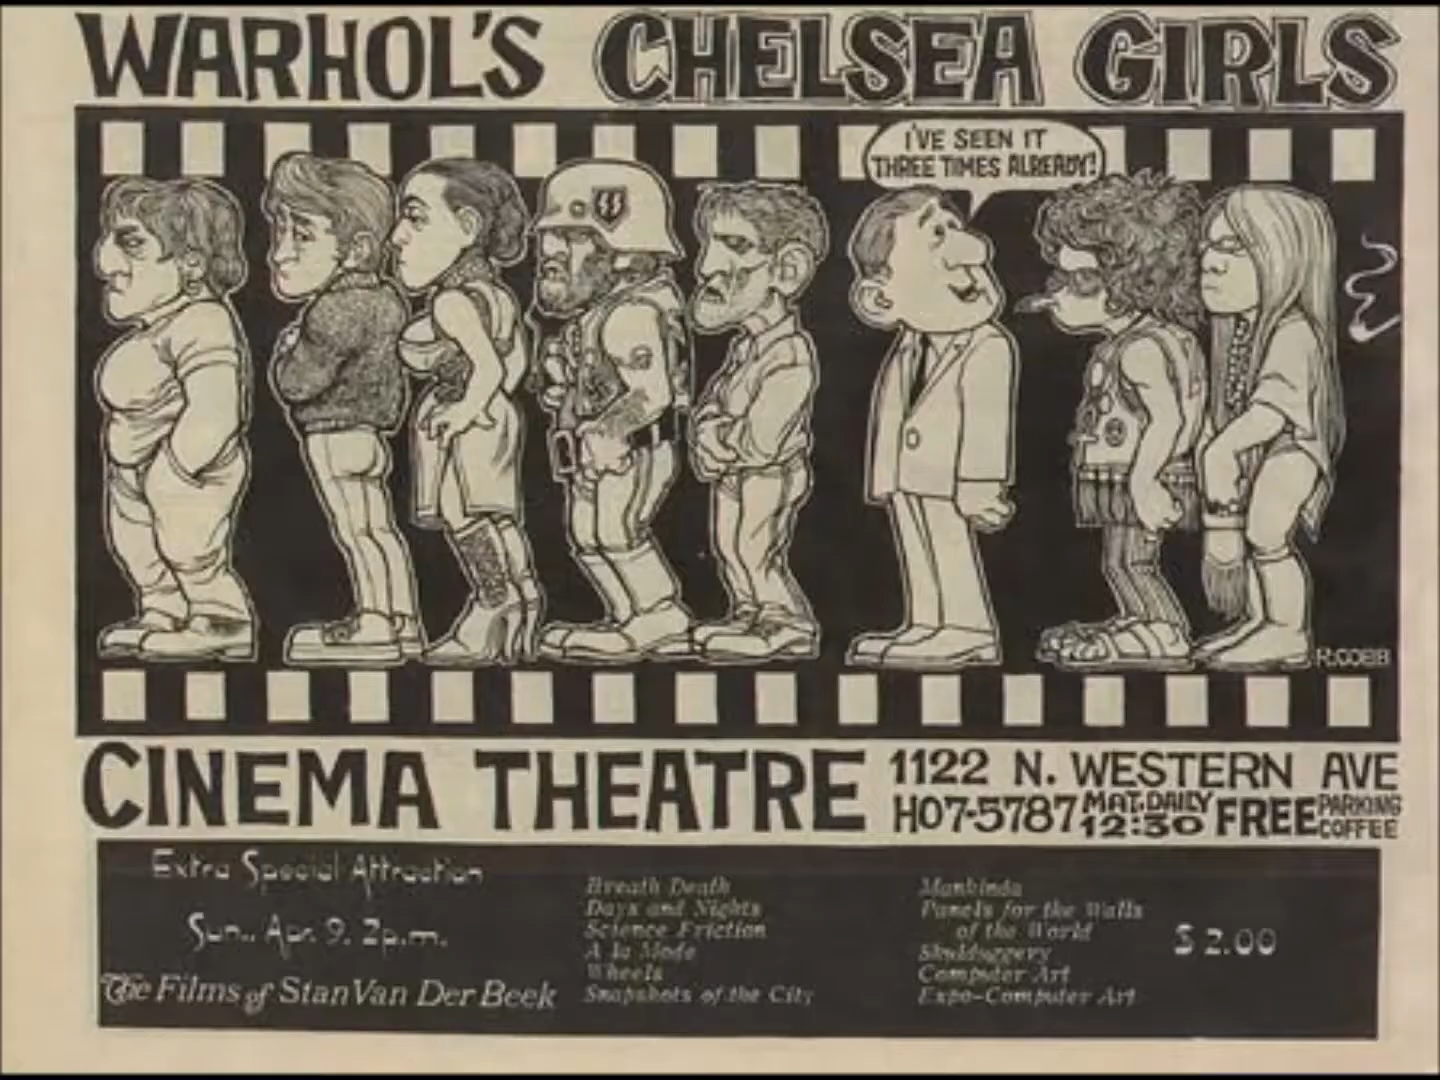 WARHOL'S CHELSEA GIRLS
I'VE SEEN IT
THREE TIMES ALREADY!
R.COBB
CINEMA THEATRE
1122 N. WESTERN AVE
HO7-5787 MAT. DAILY 12:30 FREE PARKING COFFEE
Extra Special Attraction
Sun., Apr. 9, 2p.m.
The Films of Stan Van Der Beek
Breath Death
Days and Nights
Science Friction
A la Mode
Wheels
Snapshots of the City
Mankinda
Panels for the Walls
of the World
Skullduggery
Computer Art
Expo-Computer Art
$ 2.00